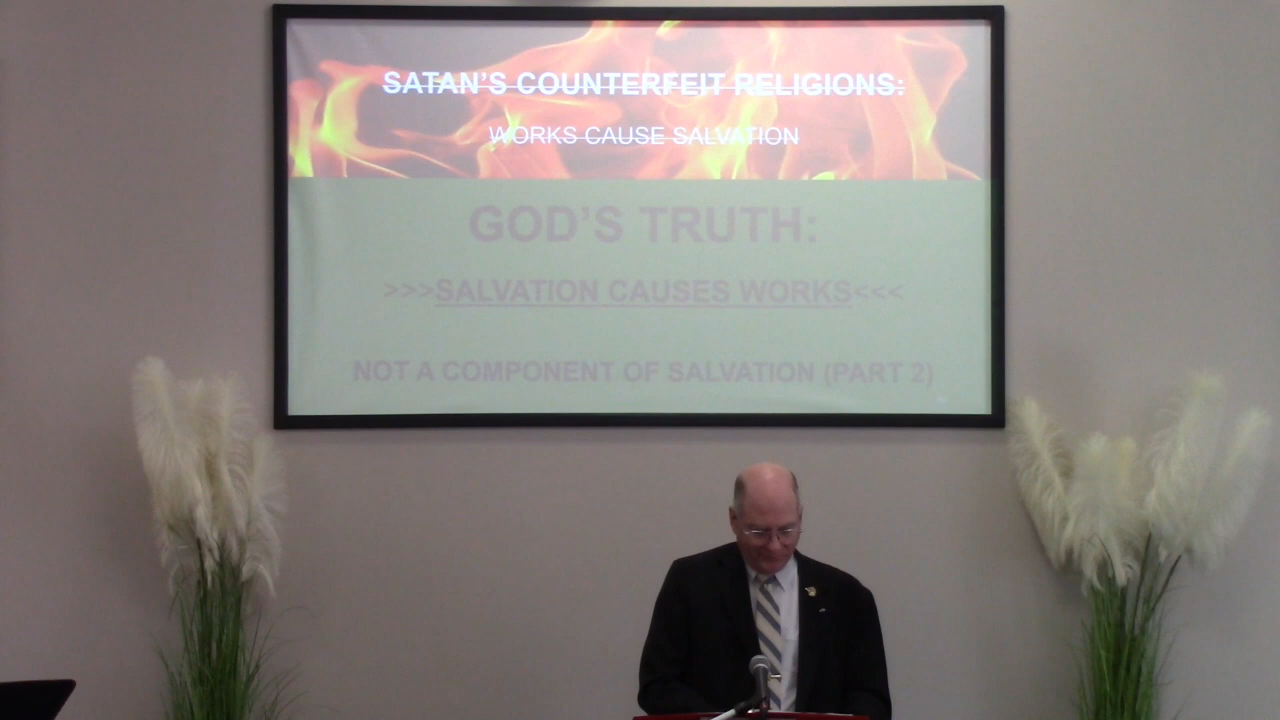 SATAN'S COUNTERFEIT RELIGIONS:
WORKS CAUSE SALVATION
GOD'S TRUTH:
>>>SALVATION CAUSES WORKS<<<
NOT A COMPONENT OF SALVATION (PART 2)